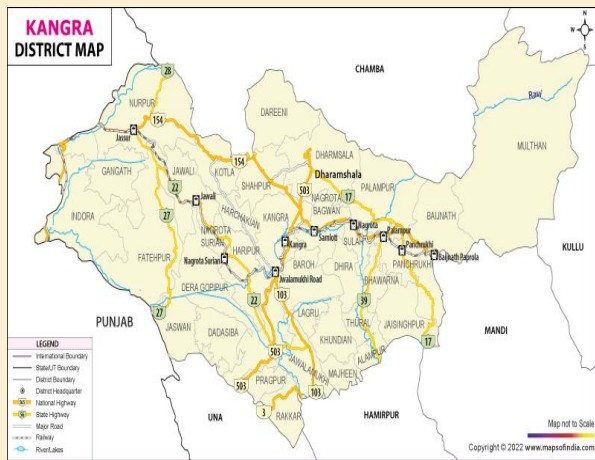 KANGRA
DISTRICT MAP
N
W
E
S
CHAMBA
28
NURPUR
DAREENI
Ravi
154
Jassur
MULTHAN
DHARMSALA
GANGATH
JAWALI
KOTLA
154
Dharamshala
SHAHPUR
17
PALAMPUR
22
503
Jawali
HARCHAKIAN
NAGROTA
BAGWAN
INDORA
27
KANGRA
BAIJNATH
NAGROTA
SURIAN
Samloti
Nagrota
Palampur
SULAH
KULLU
HARIPUR
Kangra
Panchrukhi
FATEHPUR
Nagrota Surian
BAROH
DHIRA
PANCHRUKHI
Baijnath Paprola
Jwalamukhi Road
BHAWARNA
DERA GOPIPUR
22
103
39
27
LAGRU
PUNJAB
JASWAN
THURAL
JAISINGHPUR
DADASIBA
KHUNDIAN
MANDI
17
503
JAWALAMUKHI
ALAMPUR
MAJHEEN
503
PRAGPUR
103
3
RAKKAR
UNA
HAMIRPUR
LEGEND
International Boundary
State/UT Boundary
District Boundary
District Headquarter
National Highway
State Highway
Major Road
Railway
River/Lakes
Map not to Scale
Copyright © 2022 www.mapsofindia.com